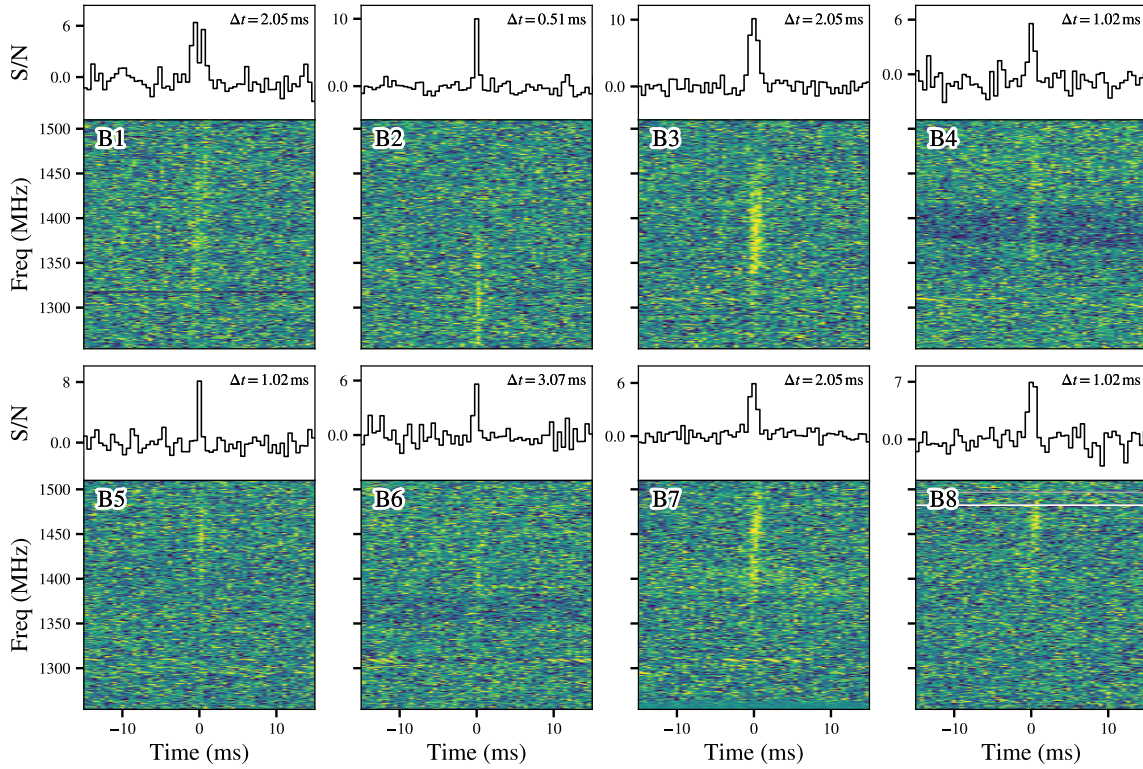 Δt = 2.05 ms
Δt = 0.51 ms
Δt = 2.05 ms
Δt = 1.02 ms
S/N
6
0.0
10
0.0
10
0.0
6
0.0
B1
B2
B3
B4
Freq (MHz)
1500
1450
1400
1350
1300
Δt = 1.02 ms
Δt = 3.07 ms
Δt = 2.05 ms
Δt = 1.02 ms
S/N
8
0.0
6
0.0
6
0.0
7
0.0
B5
B6
B7
B8
Freq (MHz)
1500
1450
1400
1350
1300
−10 0 10
−10 0 10
−10 0 10
−10 0 10
Time (ms)
Time (ms)
Time (ms)
Time (ms)